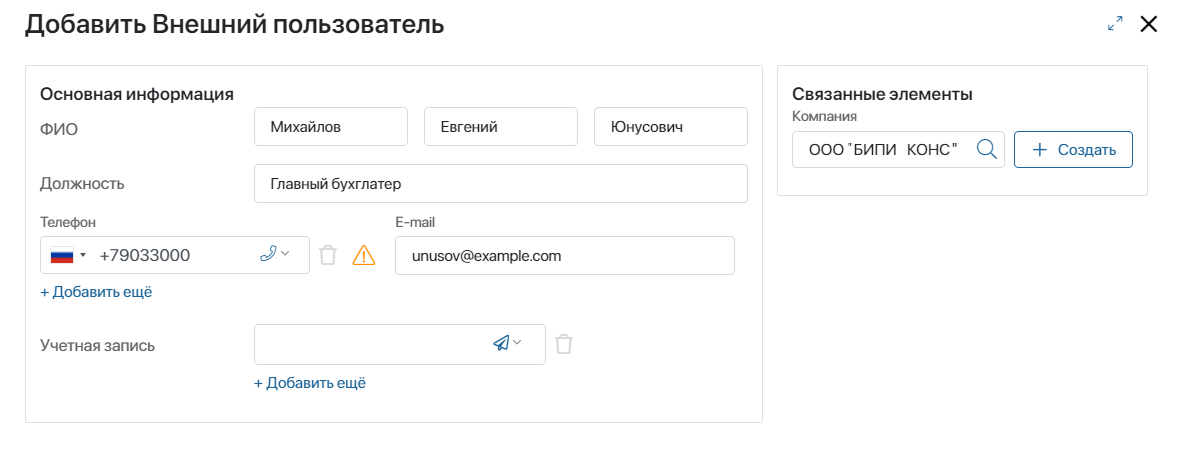 Добавить Внешний пользователь
Основная информация
ФИО Михайлов Евгений Юнусович
Должность Главный бухглатер
Телефон E-mail
+79033000 unusov@example.com
+ Добавить ещё
Учетная запись
+ Добавить ещё
Связанные элементы
Компания
ООО "БИПИ КОНС" + Создать